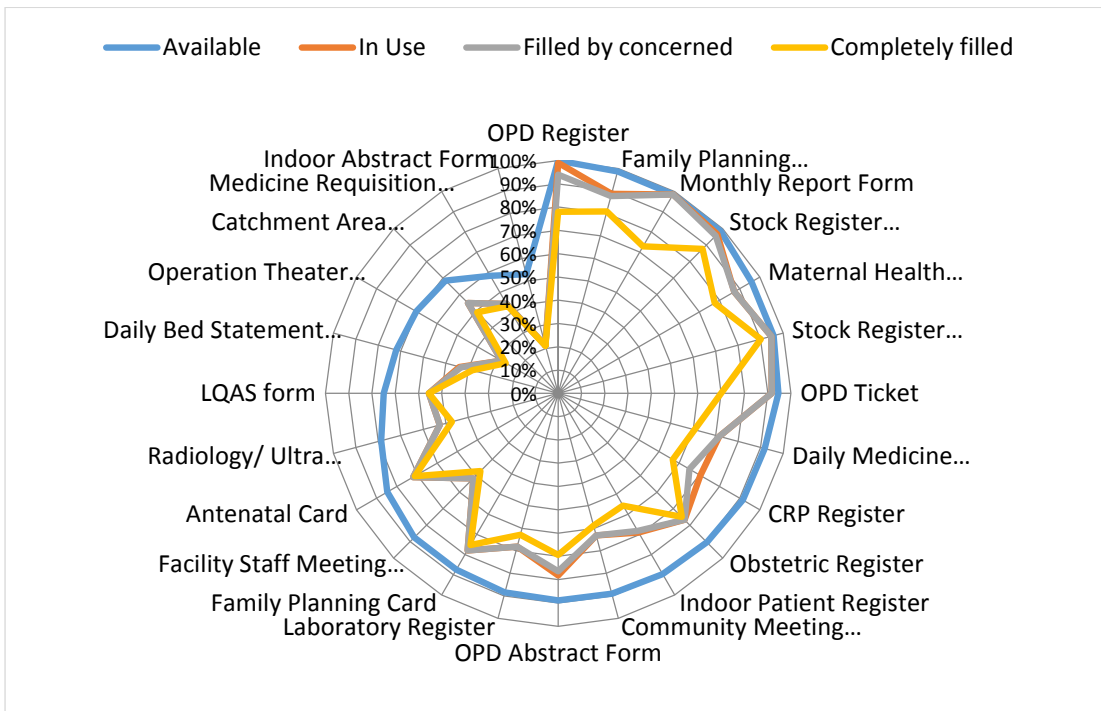 Available In Use Filled by concerned Completely filled
OPD Register
Indoor Abstract Form
Family Planning...
100%
Medicine Requisition...
Monthly Report Form
90%
Catchment Area...
80%
Stock Register...
70%
Operation Theater...
60%
Maternal Health...
50%
40%
Daily Bed Statement...
30%
Stock Register...
20%
10%
LQAS form
0%
OPD Ticket
Radiology/ Ultra...
Daily Medicine...
Antenatal Card
CRP Register
Facility Staff Meeting...
Obstetric Register
Family Planning Card
Indoor Patient Register
Laboratory Register
Community Meeting...
OPD Abstract Form